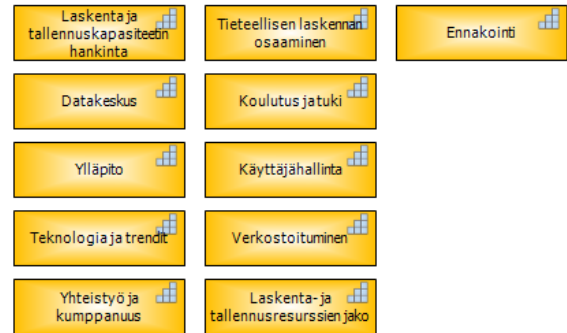 Laskenta ja
tallennuskapasiteetin
hankinta
Tieteellisen laskennan
osaaminen
Ennakointi
Datakeskus
Koulutus ja tuki
Ylläpito
Käyttäjähallinta
Teknologia ja trendit
Verkostoituminen
Yhteistyö ja
kumppanuus
Laskenta- ja
tallennusresurssien jako